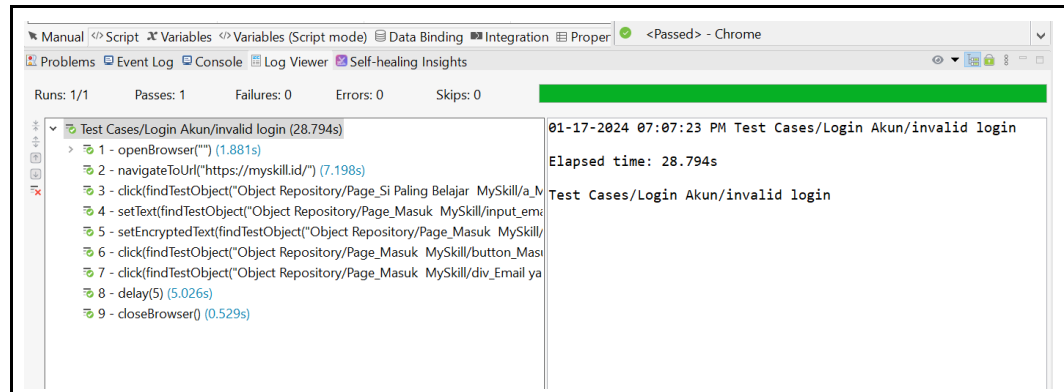 Manual </> Script x Variables </> Variables (Script mode) Data Binding Integration Proper <Passed> - Chrome
Problems Event Log Console Log Viewer Self-healing Insights
Runs: 1/1 Passes: 1 Failures: 0 Errors: 0 Skips: 0
Test Cases/Login Akun/invalid login (28.794s)
1 - openBrowser("") (1.881s)
2 - navigateToUrl("https://myskill.id/") (7.198s)
3 - click(findTestObject("Object Repository/Page_Si Paling Belajar MySkill/a_M
4 - setText(findTestObject("Object Repository/Page_Masuk MySkill/input_ema
5 - setEncryptedText(findTestObject("Object Repository/Page_Masuk MySkill/
6 - click(findTestObject("Object Repository/Page_Masuk MySkill/button_Masu
7 - click(findTestObject("Object Repository/Page_Masuk MySkill/div_Email ya
8 - delay(5) (5.026s)
9 - closeBrowser() (0.529s)
01-17-2024 07:07:23 PM Test Cases/Login Akun/invalid login
Elapsed time: 28.794s
Test Cases/Login Akun/invalid login